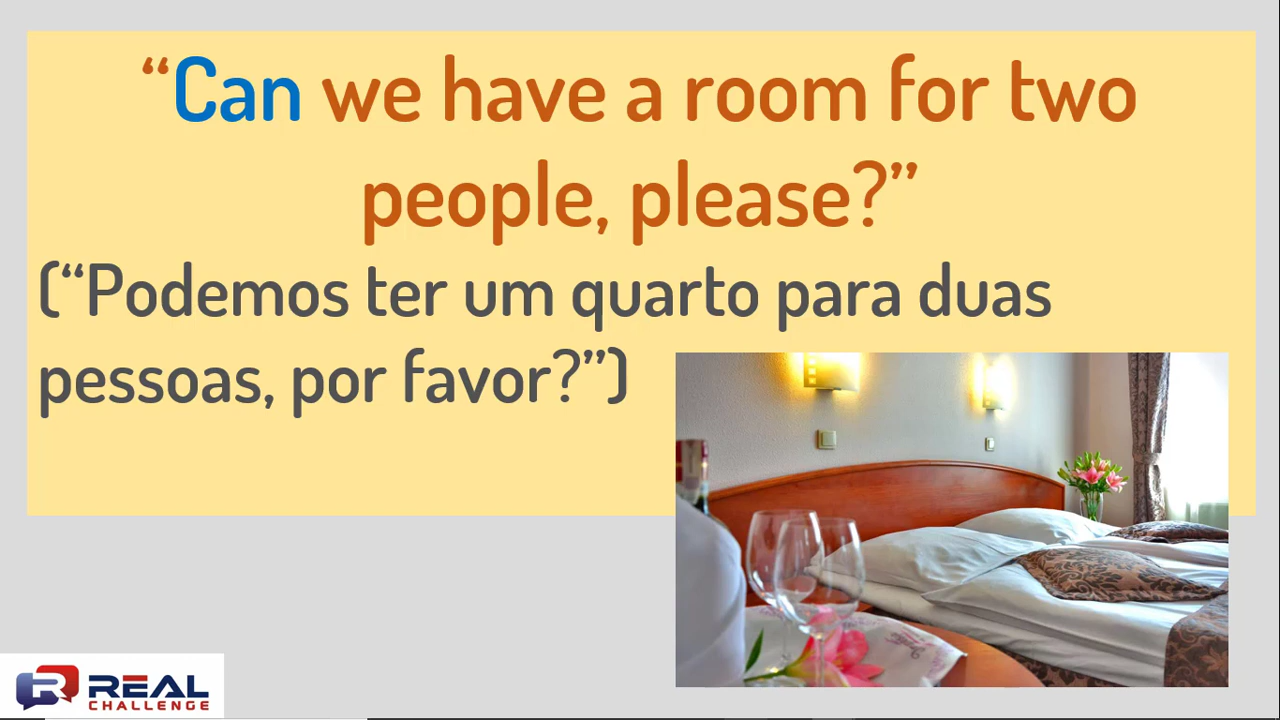 “Can we have a room for two
people, please?”
(“Podemos ter um quarto para duas
pessoas, por favor?”)
REAL
CHALLENGE